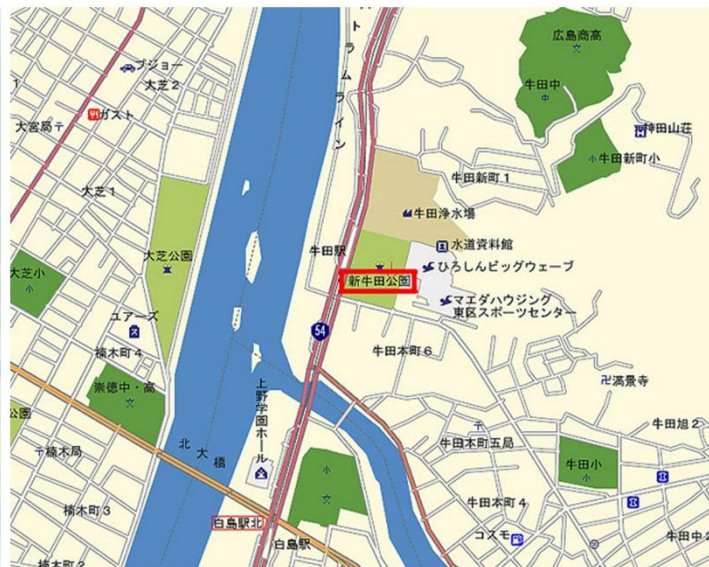 ストラムライン
広島商高
プジョー
大芝2
牛田中
ガスト
大宮局
神田山荘
牛田新町小
大芝1
牛田新町1
牛田浄水場
牛田駅
水道資料館
大芝公園
ひろしんビッグウェーブ
大芝小
新牛田公園
マエダハウジング
東区スポーツセンター
54
ユアーズ
楠木町4
牛田本町6
満景寺
崇徳中・高
上野学園ホール
公園
牛田旭2
北大橋
牛田本町五局
楠木局
牛田小
牛田本町4
楠木町3
白島駅北
コスモ
白島駅
牛田中2
楠木町2